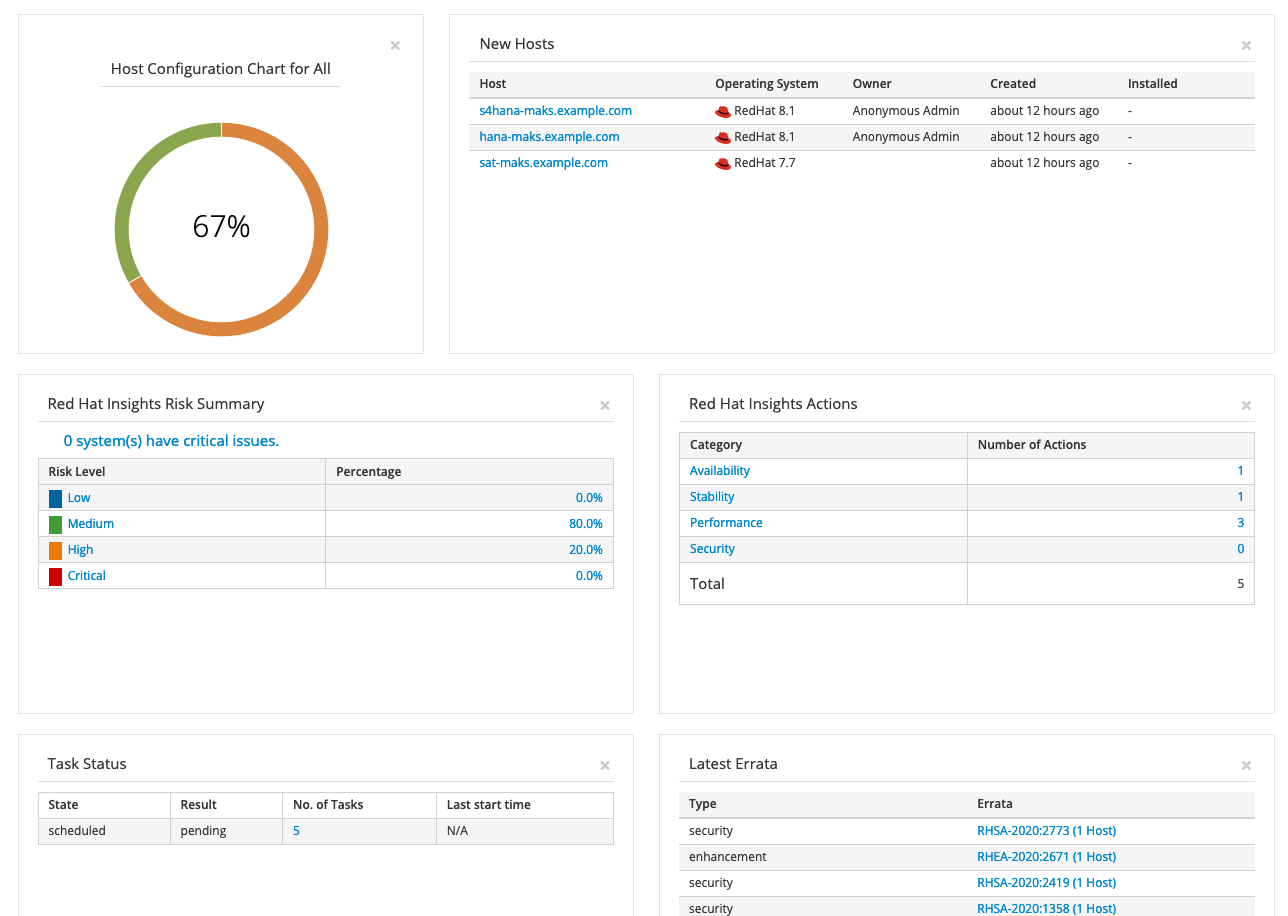 Host Configuration Chart for All
67%
New Hosts
Host Operating System Owner Created Installed
s4hana-maks.example.com RedHat 8.1 Anonymous Admin about 12 hours ago -
hana-maks.example.com RedHat 8.1 Anonymous Admin about 12 hours ago -
sat-maks.example.com RedHat 7.7 about 12 hours ago -
Red Hat Insights Risk Summary
0 system(s) have critical issues.
Risk Level Percentage
Low 0.0%
Medium 80.0%
High 20.0%
Critical 0.0%
Red Hat Insights Actions
Category Number of Actions
Availability 1
Stability 1
Performance 3
Security 0
Total 5
Task Status
State Result No. of Tasks Last start time
scheduled pending 5 N/A
Latest Errata
Type Errata
security RHSA-2020:2773 (1 Host)
enhancement RHEA-2020:2671 (1 Host)
security RHSA-2020:2419 (1 Host)
security RHSA-2020:1358 (1 Host)